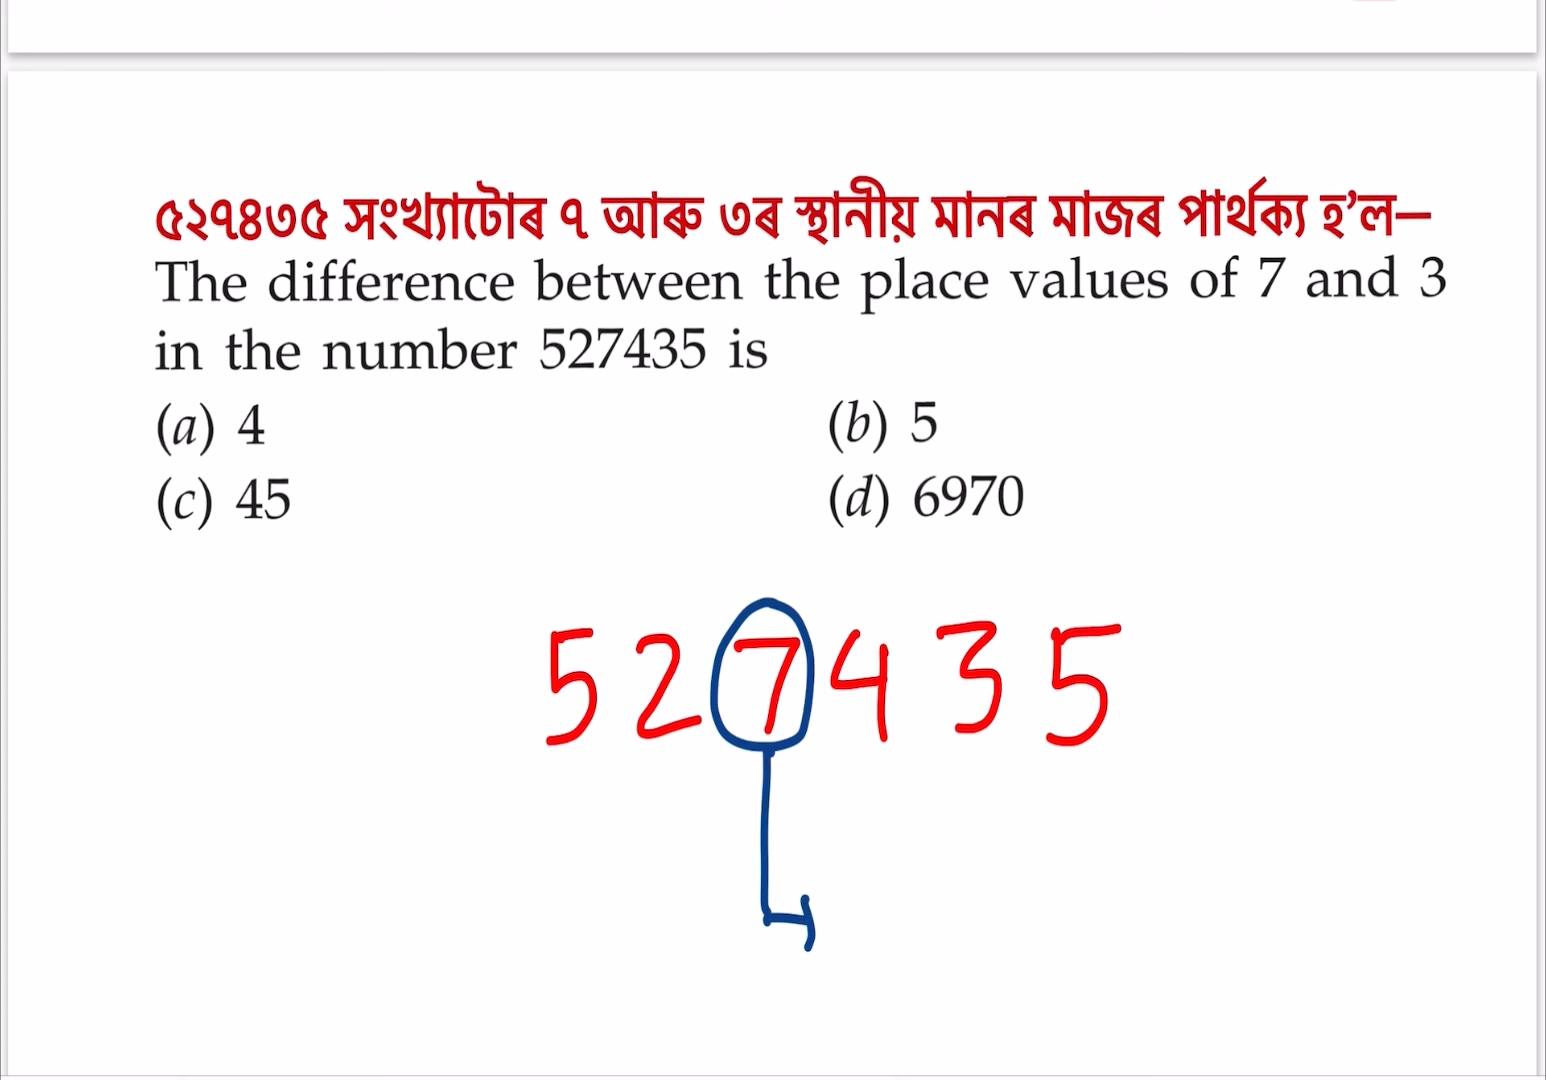 ৫২৭৪৩৫ সংখ্যাটোৰ ৭ আৰু ৩ৰ স্থানীয় মানৰ মাজৰ পাৰ্থক্য হ’ল—
The difference between the place values of 7 and 3
in the number 527435 is
(a) 4 (b) 5
(c) 45 (d) 6970
527435